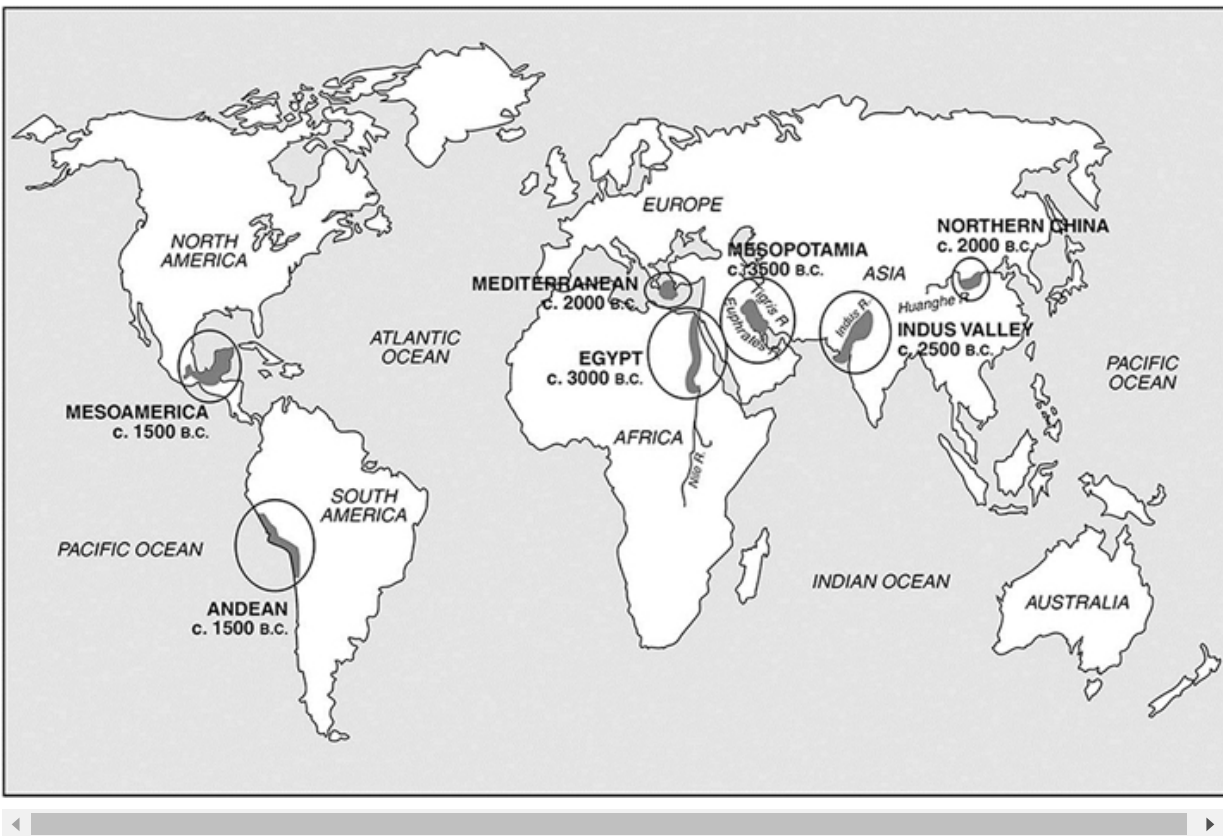 NORTH
AMERICA
EUROPE
NORTHERN CHINA
c. 2000 B.C.
MESOPOTAMIA
c. 3500 B.C.
ASIA
MEDITERRANEAN
c. 2000 B.C.
Tigris R.
Euphrates R.
Indus R.
Huanghe R.
INDUS VALLEY
c. 2500 B.C.
ATLANTIC
OCEAN
EGYPT
c. 3000 B.C.
PACIFIC
OCEAN
MESOAMERICA
c. 1500 B.C.
AFRICA
Nile R.
SOUTH
AMERICA
PACIFIC OCEAN
INDIAN OCEAN
AUSTRALIA
ANDEAN
c. 1500 B.C.